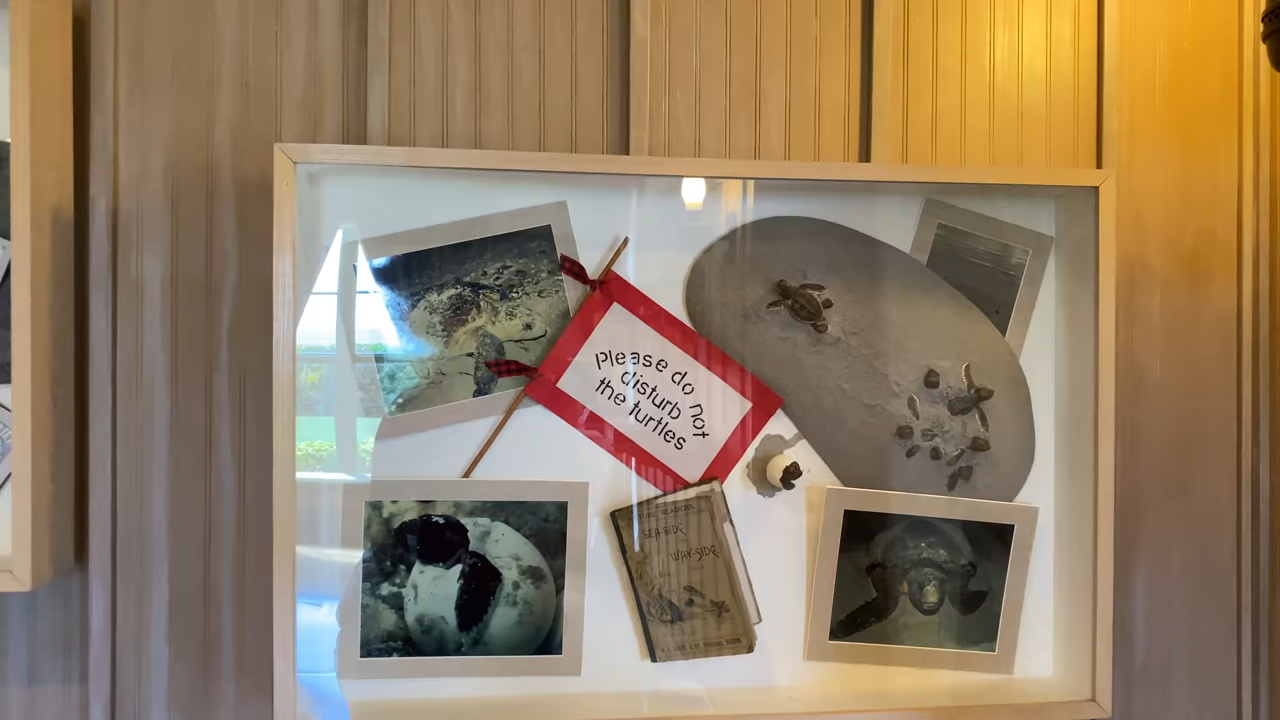 Please do not
disturb
the turtles
SEA-SIDE
WAY-SIDE